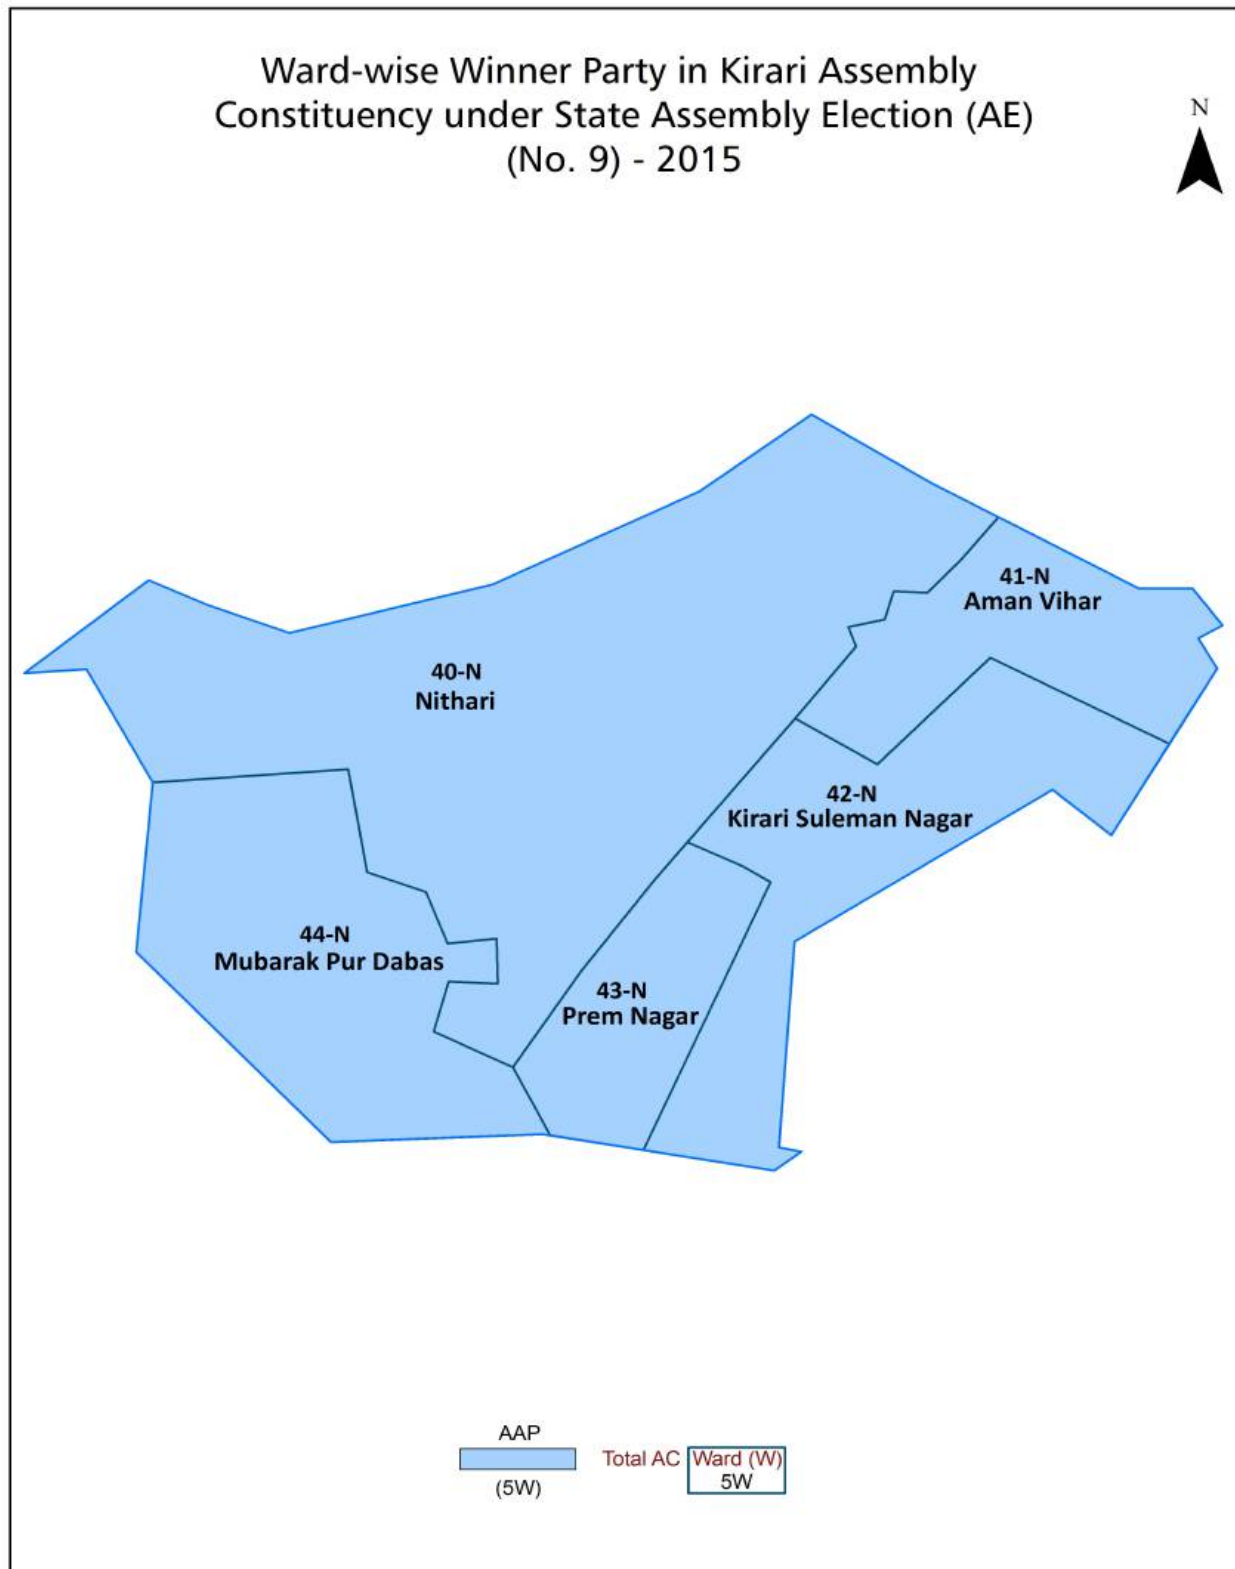 Ward-wise Winner Party in Kirari Assembly
Constituency under State Assembly Election (AE)
(No. 9) - 2015
N
41-N
Aman Vihar
40-N
Nithari
42-N
Kirari Suleman Nagar
44-N
Mubarak Pur Dabas
43-N
Prem Nagar
AAP
(5W)
Total AC
Ward (W)
5W